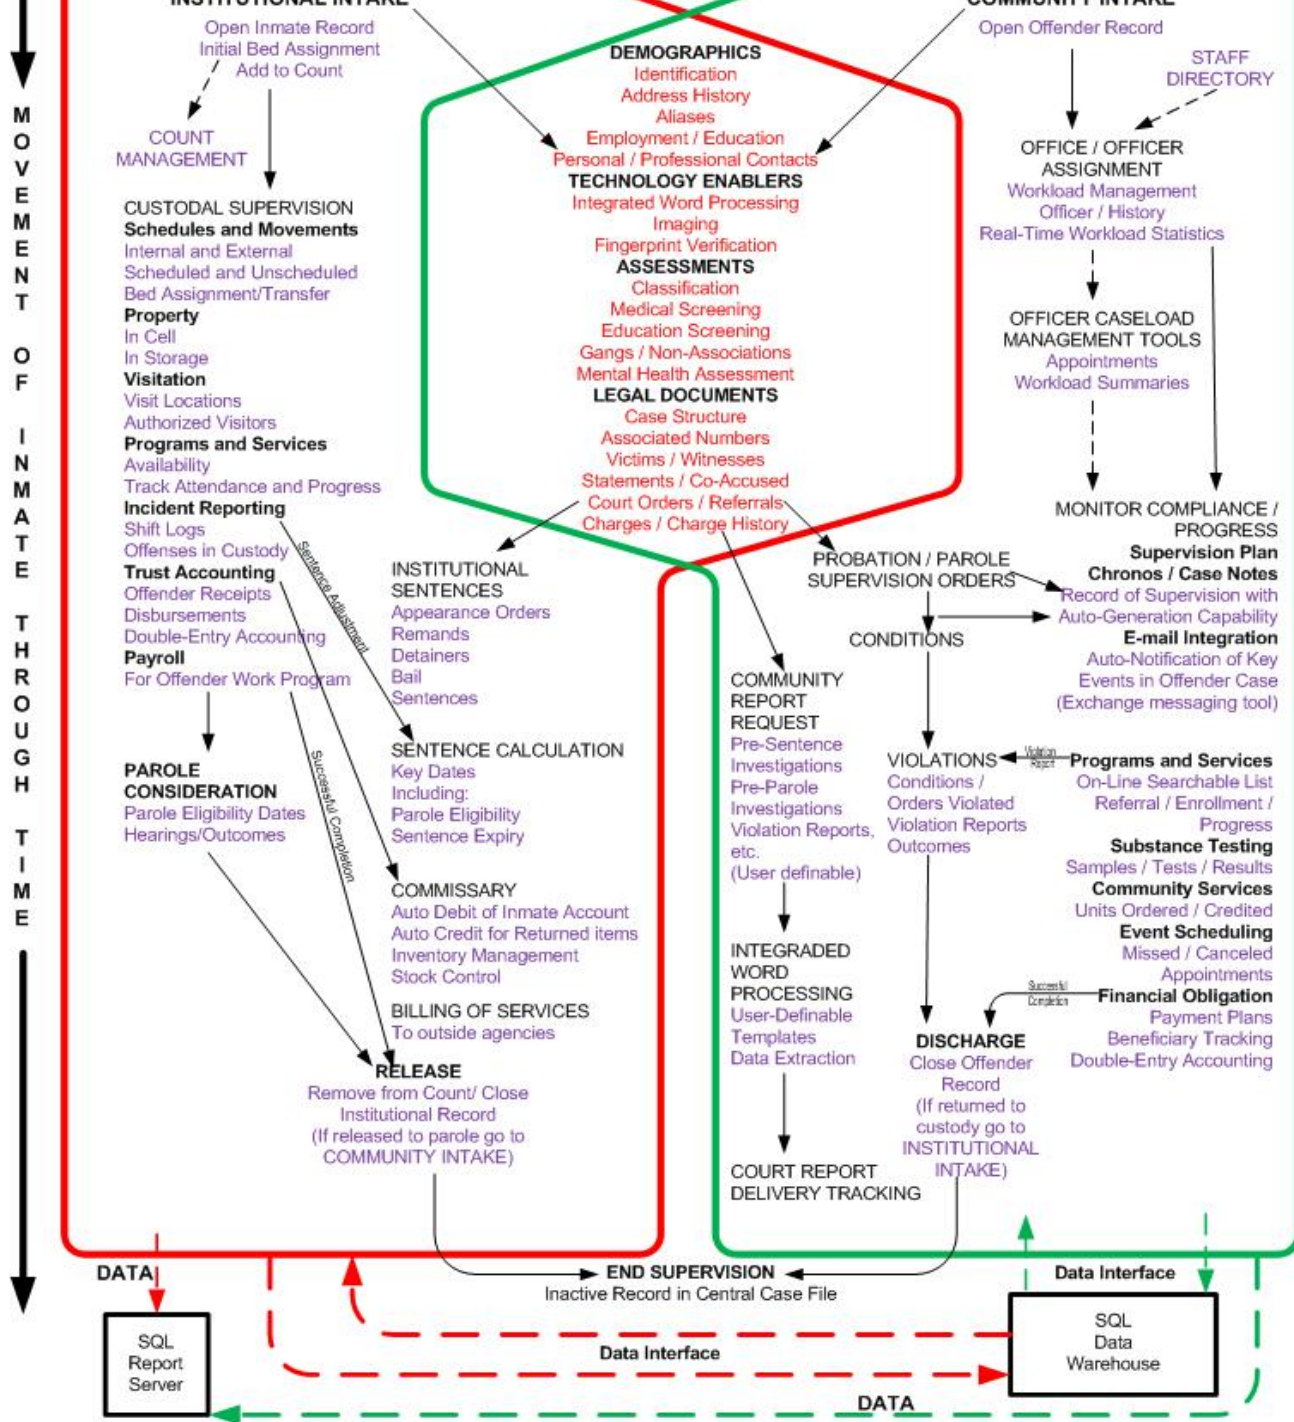 INSTITUTIONAL INTAKE
Open Inmate Record
Initial Bed Assignment
Add to Count
COUNT
MANAGEMENT
CUSTODAL SUPERVISION
Schedules and Movements
Internal and External
Scheduled and Unscheduled
Bed Assignment/Transfer
Property
In Cell
In Storage
Visitation
Visit Locations
Authorized Visitors
Programs and Services
Availability
Track Attendance and Progress
Incident Reporting
Shift Logs
Offenses in Custody
Trust Accounting
Offender Receipts
Disbursements
Double-Entry Accounting
Payroll
For Offender Work Program
PAROLE
CONSIDERATION
Parole Eligibility Dates
Hearings/Outcomes
Sentence Adjustment
Successful Completion
INSTITUTIONAL
SENTENCES
Appearance Orders
Remands
Detainers
Bail
Sentences
SENTENCE CALCULATION
Key Dates
Including:
Parole Eligibility
Sentence Expiry
COMMISSARY
Auto Debit of Inmate Account
Auto Credit for Returned items
Inventory Management
Stock Control
BILLING OF SERVICES
To outside agencies
RELEASE
Remove from Count/ Close
Institutional Record
(If released to parole go to
COMMUNITY INTAKE)
DEMOGRAPHICS
Identification
Address History
Aliases
Employment / Education
Personal / Professional Contacts
TECHNOLOGY ENABLERS
Integrated Word Processing
Imaging
Fingerprint Verification
ASSESSMENTS
Classification
Medical Screening
Education Screening
Gangs / Non-Associations
Mental Health Assessment
LEGAL DOCUMENTS
Case Structure
Associated Numbers
Victims / Witnesses
Statements / Co-Accused
Court Orders / Referrals
Charges / Charge History
COMMUNITY INTAKE
Open Offender Record
STAFF
DIRECTORY
OFFICE / OFFICER
ASSIGNMENT
Workload Management
Officer / History
Real-Time Workload Statistics
OFFICER CASELOAD
MANAGEMENT TOOLS
Appointments
Workload Summaries
MONITOR COMPLIANCE /
PROGRESS
Supervision Plan
Chronos / Case Notes
Record of Supervision with
Auto-Generation Capability
E-mail Integration
Auto-Notification of Key
Events in Offender Case
(Exchange messaging tool)
Programs and Services
On-Line Searchable List
Referral / Enrollment /
Progress
Substance Testing
Samples / Tests / Results
Community Services
Units Ordered / Credited
Event Scheduling
Missed / Canceled
Appointments
Financial Obligation
Payment Plans
Beneficiary Tracking
Double-Entry Accounting
PROBATION / PAROLE
SUPERVISION ORDERS
CONDITIONS
Violation
Report
VIOLATIONS
Conditions /
Orders Violated
Violation Reports
Outcomes
Successful
Completion
DISCHARGE
Close Offender
Record
(If returned to
custody go to
INSTITUTIONAL
INTAKE)
COMMUNITY
REPORT
REQUEST
Pre-Sentence
Investigations
Pre-Parole
Investigations
Violation Reports,
etc.
(User definable)
INTEGRADED
WORD
PROCESSING
User-Definable
Templates
Data Extraction
COURT REPORT
DELIVERY TRACKING
END SUPERVISION
Inactive Record in Central Case File
DATA
SQL
Report
Server
Data Interface
Data Interface
SQL
Data
Warehouse
DATA
MOVEMENT OF INMATE THROUGH TIME